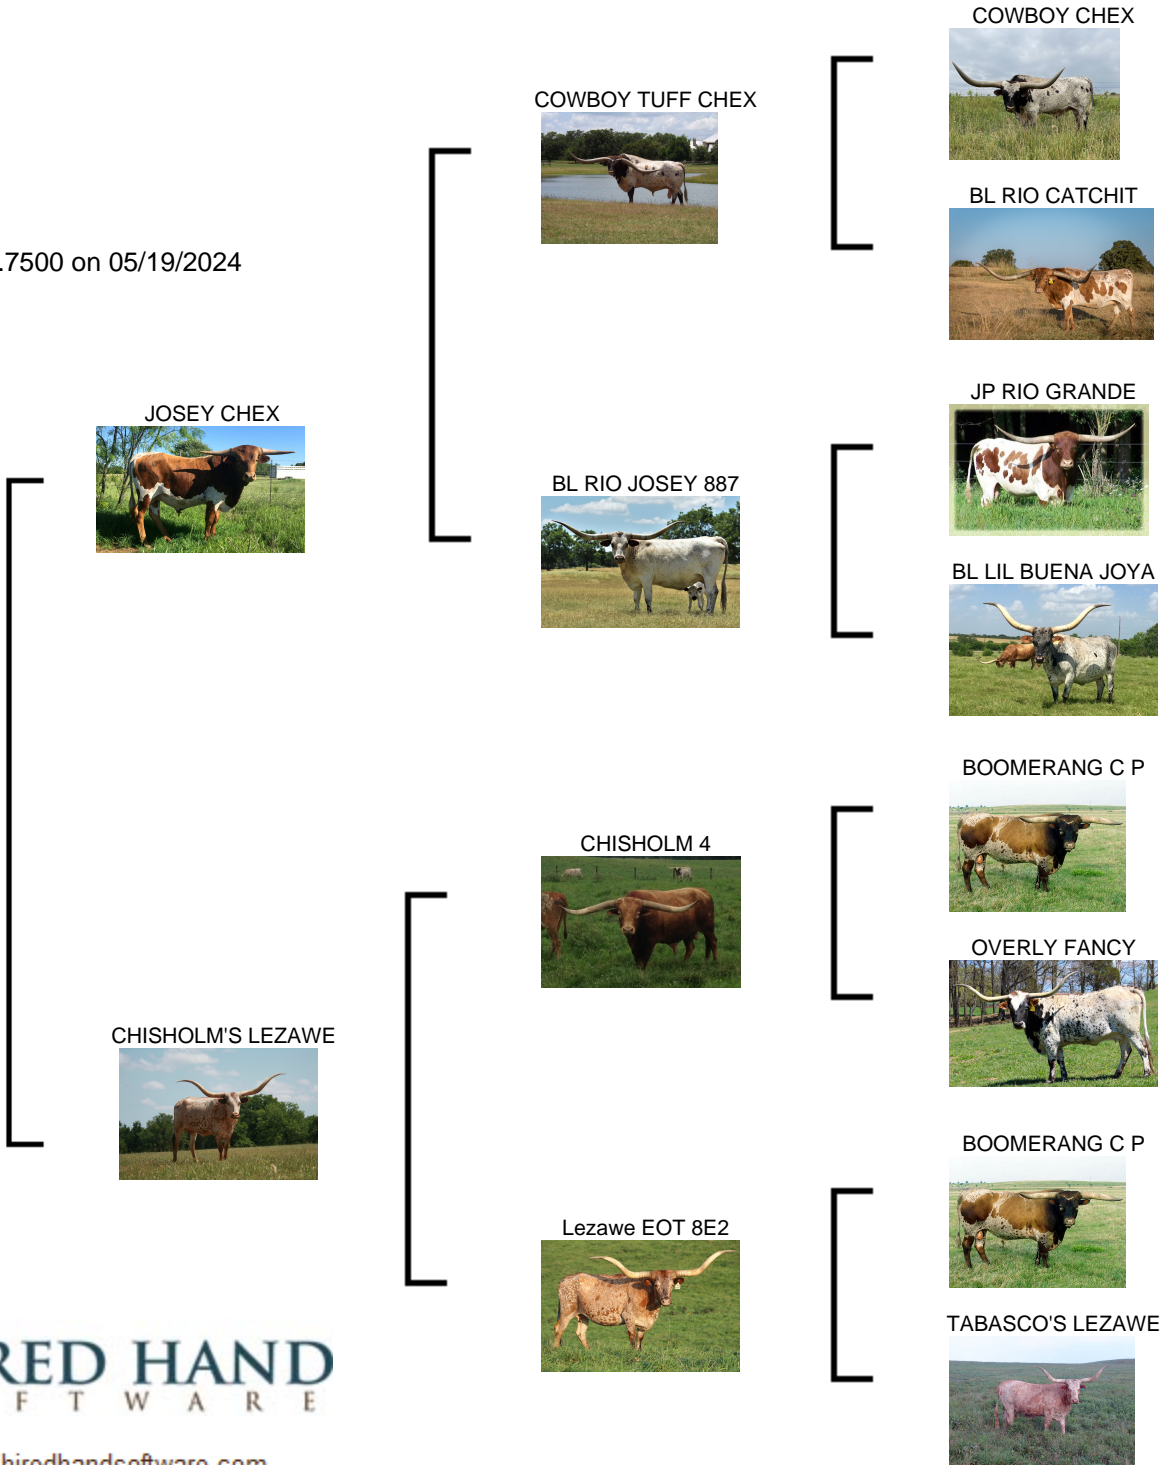 COWBOY CHEX
COWBOY TUFF CHEX
BL RIO CATCHIT
.7500 on 05/19/2024
JP RIO GRANDE
JOSEY CHEX
BL RIO JOSEY 887
BL LIL BUENA JOYA
BOOMERANG C P
CHISHOLM 4
OVERLY FANCY
CHISHOLM'S LEZAWE
BOOMERANG C P
Lezawe EOT 8E2
TABASCO'S LEZAWE
RED HAND
F T W A R E
hiredhandsoftware.com